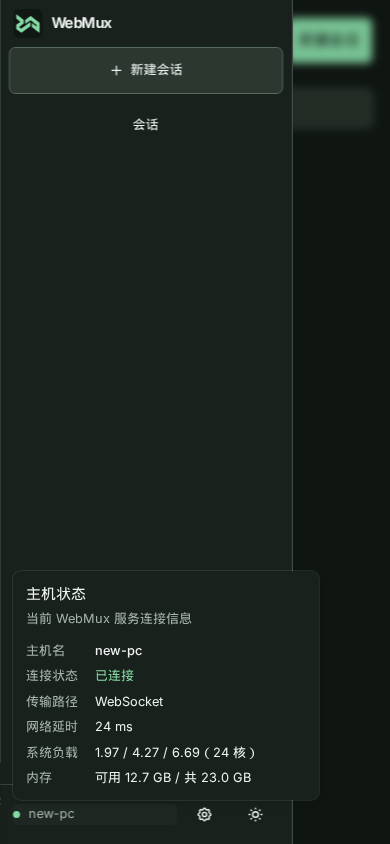 WebMux
+ 新建会话
会话
主机状态
当前 WebMux 服务连接信息
主机名 new-pc
连接状态 已连接
传输路径 WebSocket
网络延时 24 ms
系统负载 1.97 / 4.27 / 6.69 ( 24 核 )
内存 可用 12.7 GB / 共 23.0 GB
new-pc